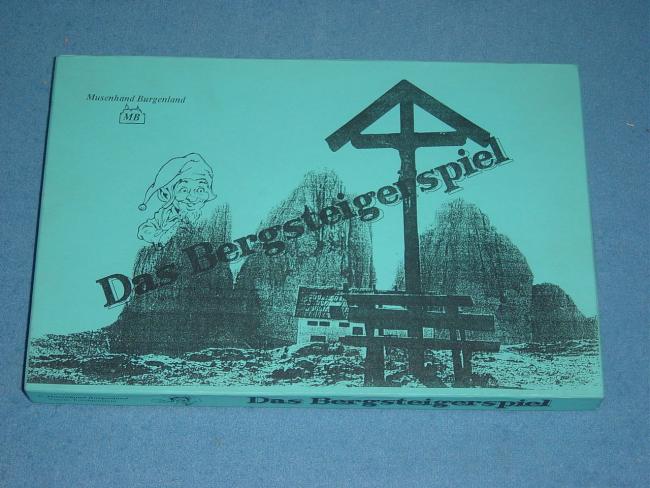 Musenhand Burgenland
MB
Das Bergsteigerspiel
Das Bergsteigerspiel